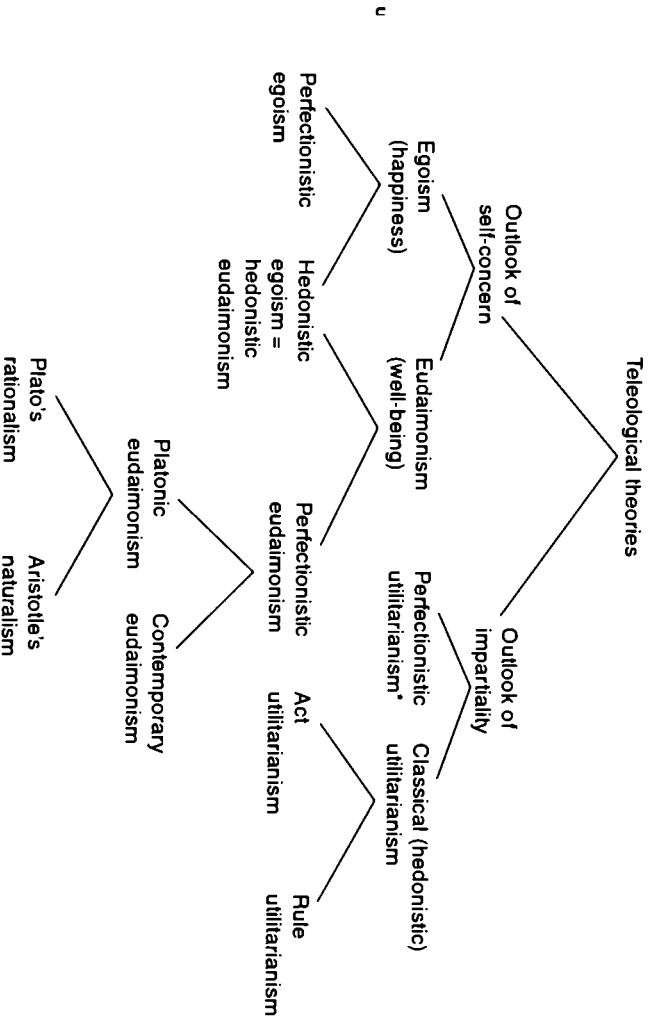 Teleological theories
Outlook of
self-concern
Outlook of
impartiality
Egoism
(happiness)
Eudaimonism
(well-being)
Perfectionistic
utilitarianism*
Classical (hedonistic)
utilitarianism
Perfectionistic
egoism
Hedonistic
egoism =
hedonistic
eudaimonism
Perfectionistic
eudaimonism
Act
utilitarianism
Rule
utilitarianism
Platonic
eudaimonism
Contemporary
eudaimonism
Plato's
rationalism
Aristotle's
naturalism